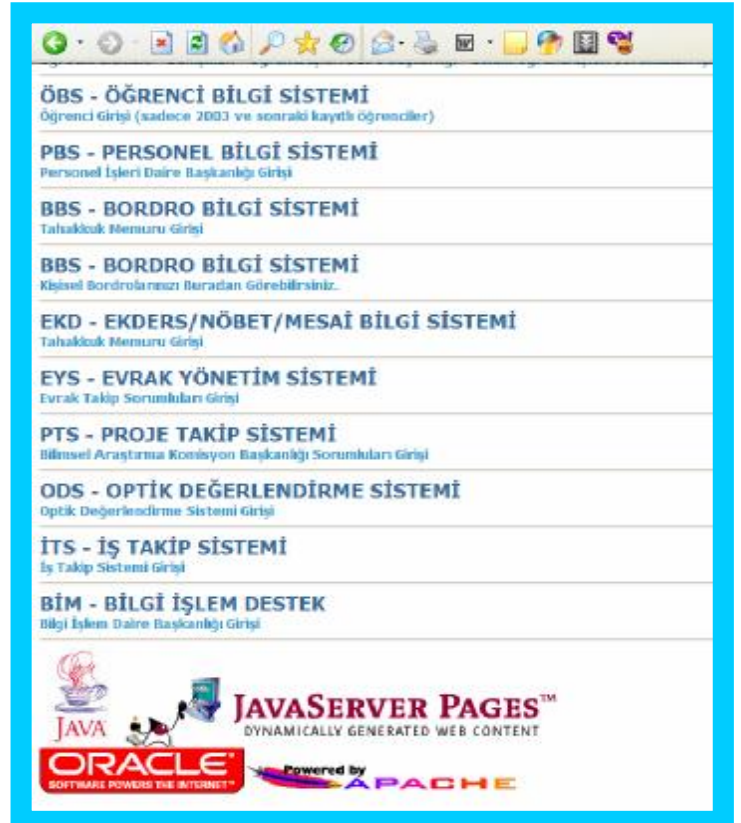 ÖBS - ÖĞRENCİ BİLGİ SİSTEMİ
Öğrenci Girişi (sadece 2003 ve sonraki kayıtlı öğrenciler)
PBS - PERSONEL BİLGİ SİSTEMİ
Personel İşleri Daire Başkanlığı Girişi
BBS - BORDRO BİLGİ SİSTEMİ
Tahakkuk Memuru Girişi
BBS - BORDRO BİLGİ SİSTEMİ
Kişisel Bordrolarınızı Buradan Görebilirsiniz.
EKD - EKDERS/NÖBET/MESAİ BİLGİ SİSTEMİ
Tahakkuk Memuru Girişi
EYS - EVRAK YÖNETİM SİSTEMİ
Evrak Takip Sorumluları Girişi
PTS - PROJE TAKİP SİSTEMİ
Bilimsel Araştırma Komisyon Başkanlığı Sorumluları Girişi
ODS - OPTİK DEĞERLENDİRME SİSTEMİ
Optik Değerlendirme Sistemi Girişi
İTS - İŞ TAKİP SİSTEMİ
İş Takip Sistemi Girişi
BİM - BİLGİ İŞLEM DESTEK
Bilgi İşlem Daire Başkanlığı Girişi
JAVA
JAVASERVER PAGES™
DYNAMICALLY GENERATED WEB CONTENT
ORACLE
SOFTWARE POWERS THE INTERNET™
Powered by
APACHE